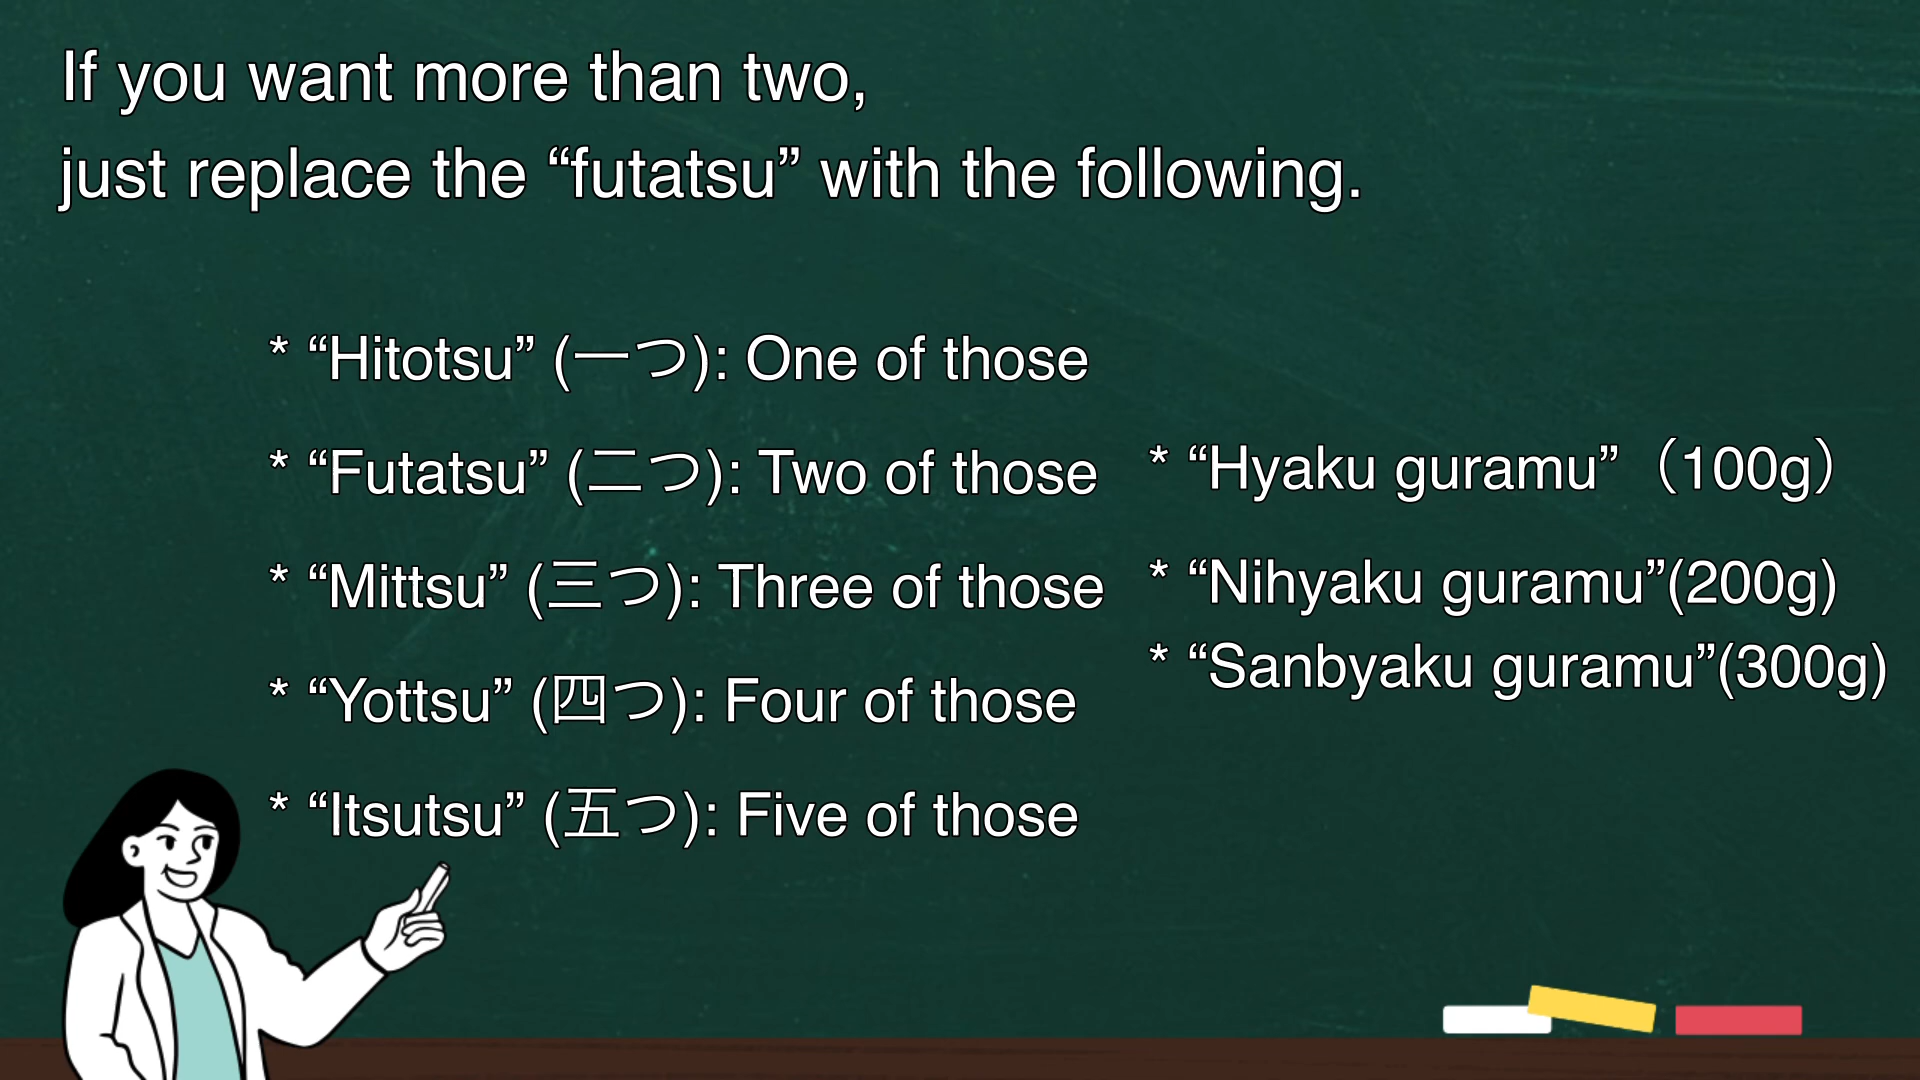 If you want more than two,
just replace the “futatsu” with the following.
* “Hitotsu” (一つ): One of those
* “Futatsu” (二つ): Two of those
* “Mittsu” (三つ): Three of those
* “Yottsu” (四つ): Four of those
* “Itsutsu” (五つ): Five of those
* “Hyaku guramu”（100g）
* “Nihyaku guramu”(200g)
* “Sanbyaku guramu”(300g)